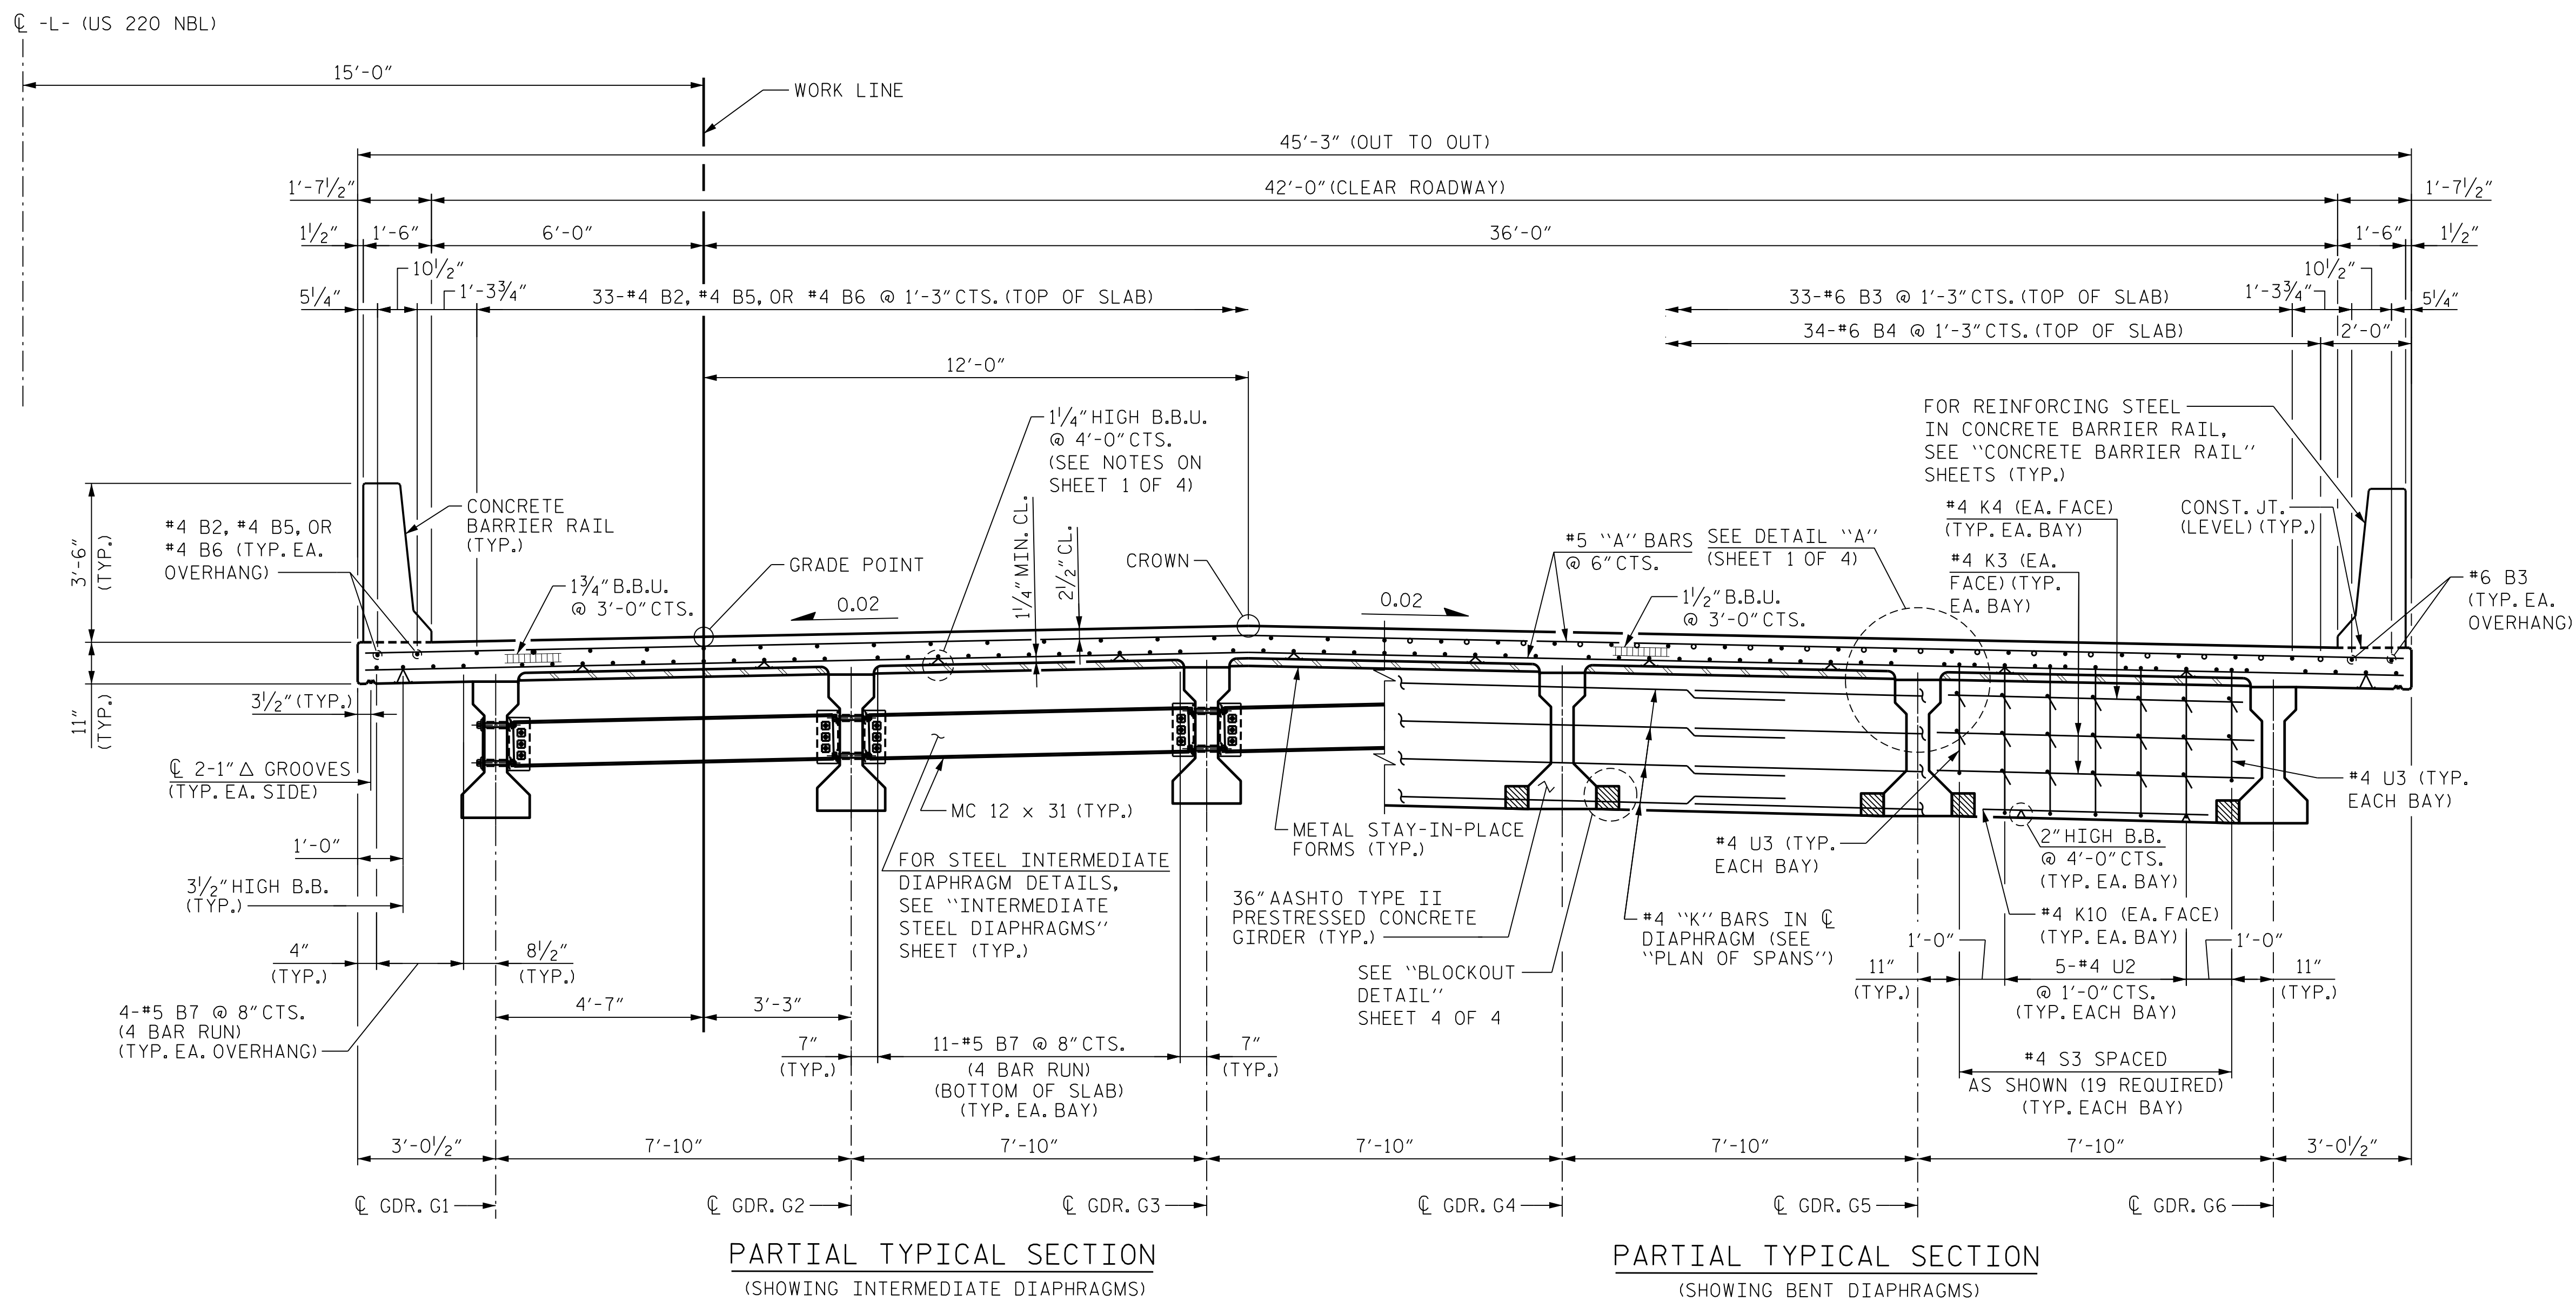 ℄ -L- (US 220 NBL)
15'-0"
WORK LINE
45'-3" (OUT TO OUT)
1'-7½"
42'-0" (CLEAR ROADWAY)
1'-7½"
1½"
1'-6"
6'-0"
36'-0"
1'-6"
1½"
10½"
10½"
5¼"
1'-3¾"
33-#4 B2, #4 B5, OR #4 B6 @ 1'-3" CTS. (TOP OF SLAB)
33-#6 B3 @ 1'-3" CTS. (TOP OF SLAB)
1'-3¾"
5¼"
34-#6 B4 @ 1'-3" CTS. (TOP OF SLAB)
2'-0"
12'-0"
1¼" HIGH B.B.U.
@ 4'-0" CTS.
(SEE NOTES ON
SHEET 1 OF 4)
FOR REINFORCING STEEL
IN CONCRETE BARRIER RAIL,
SEE "CONCRETE BARRIER RAIL"
SHEETS (TYP.)
3'-6"
(TYP.)
11"
(TYP.)
#4 B2, #4 B5, OR
#4 B6 (TYP. EA.
OVERHANG)
CONCRETE
BARRIER RAIL
(TYP.)
1¾" B.B.U.
@ 3'-0" CTS.
GRADE POINT
0.02
1¼" MIN. CL.
2½" CL.
CROWN
0.02
#5 "A" BARS
@ 6" CTS.
SEE DETAIL "A"
(SHEET 1 OF 4)
1½" B.B.U.
@ 3'-0" CTS.
#4 K4 (EA. FACE)
(TYP. EA. BAY)
#4 K3 (EA.
FACE) (TYP.
EA. BAY)
CONST. JT.
(LEVEL) (TYP.)
#6 B3
(TYP. EA.
OVERHANG)
3½" (TYP.)
℄ 2-1" △ GROOVES
(TYP. EA. SIDE)
1'-0"
3½" HIGH B.B.
(TYP.)
MC 12 x 31 (TYP.)
FOR STEEL INTERMEDIATE
DIAPHRAGM DETAILS,
SEE "INTERMEDIATE
STEEL DIAPHRAGMS"
SHEET (TYP.)
METAL STAY-IN-PLACE
FORMS (TYP.)
36" AASHTO TYPE II
PRESTRESSED CONCRETE
GIRDER (TYP.)
SEE "BLOCKOUT
DETAIL"
SHEET 4 OF 4
#4 "K" BARS IN ℄
DIAPHRAGM (SEE
"PLAN OF SPANS")
#4 U3 (TYP.
EACH BAY)
#4 U3 (TYP.
EACH BAY)
2" HIGH B.B.
@ 4'-0" CTS.
(TYP. EA. BAY)
#4 K10 (EA. FACE)
(TYP. EA. BAY)
1'-0"
1'-0"
4"
(TYP.)
8½"
(TYP.)
11"
(TYP.)
5-#4 U2
@ 1'-0" CTS.
(TYP. EACH BAY)
11"
(TYP.)
4-#5 B7 @ 8" CTS.
(4 BAR RUN)
(TYP. EA. OVERHANG)
4'-7"
3'-3"
7"
(TYP.)
11-#5 B7 @ 8" CTS.
(4 BAR RUN)
(BOTTOM OF SLAB)
(TYP. EA. BAY)
7"
(TYP.)
#4 S3 SPACED
AS SHOWN (19 REQUIRED)
(TYP. EACH BAY)
3'-0½"
7'-10"
7'-10"
7'-10"
7'-10"
7'-10"
3'-0½"
℄ GDR. G1
℄ GDR. G2
℄ GDR. G3
℄ GDR. G4
℄ GDR. G5
℄ GDR. G6
PARTIAL TYPICAL SECTION
(SHOWING INTERMEDIATE DIAPHRAGMS)
PARTIAL TYPICAL SECTION
(SHOWING BENT DIAPHRAGMS)